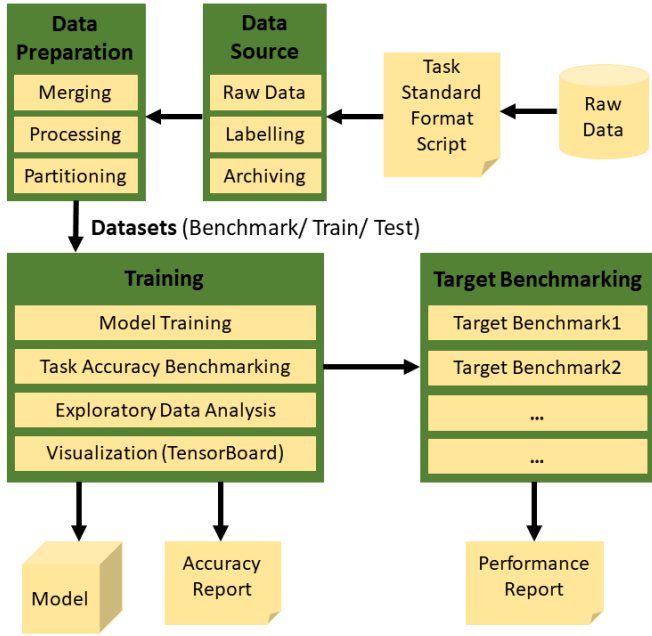 Data
Preparation
Merging
Processing
Partitioning
Data
Source
Raw Data
Labelling
Archiving
Task
Standard
Format
Script
Raw
Data
Datasets (Benchmark/ Train/ Test)
Training
Model Training
Task Accuracy Benchmarking
Exploratory Data Analysis
Visualization (TensorBoard)
Target Benchmarking
Target Benchmark1
Target Benchmark2
...
...
Model
Accuracy
Report
Performance
Report